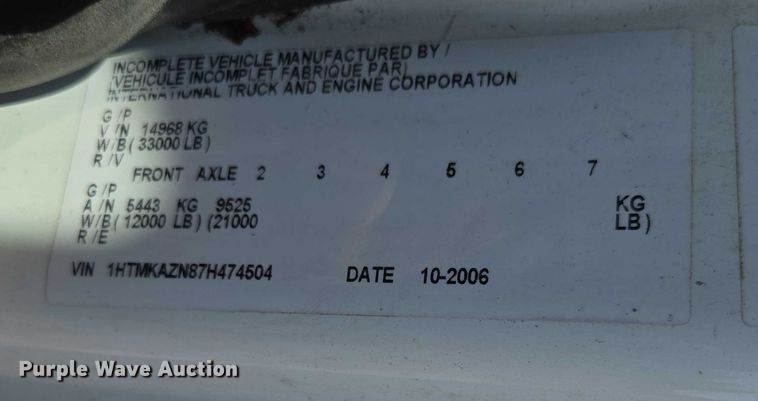 INCOMPLETE VEHICLE MANUFACTURED BY /
(VEHICULE INCOMPLET FABRIQUE PAR)
INTERNATIONAL TRUCK AND ENGINE CORPORATION
G / P
V / N 14968 KG
W / B ( 33000 LB )
R / V
FRONT AXLE 2 3 4 5 6 7
G / P
A / N 5443 KG 9525 KG
W / B ( 12000 LB ) (21000 LB )
R / E
VIN 1HTMKAZN87H474504 DATE 10-2006
Purple Wave Auction